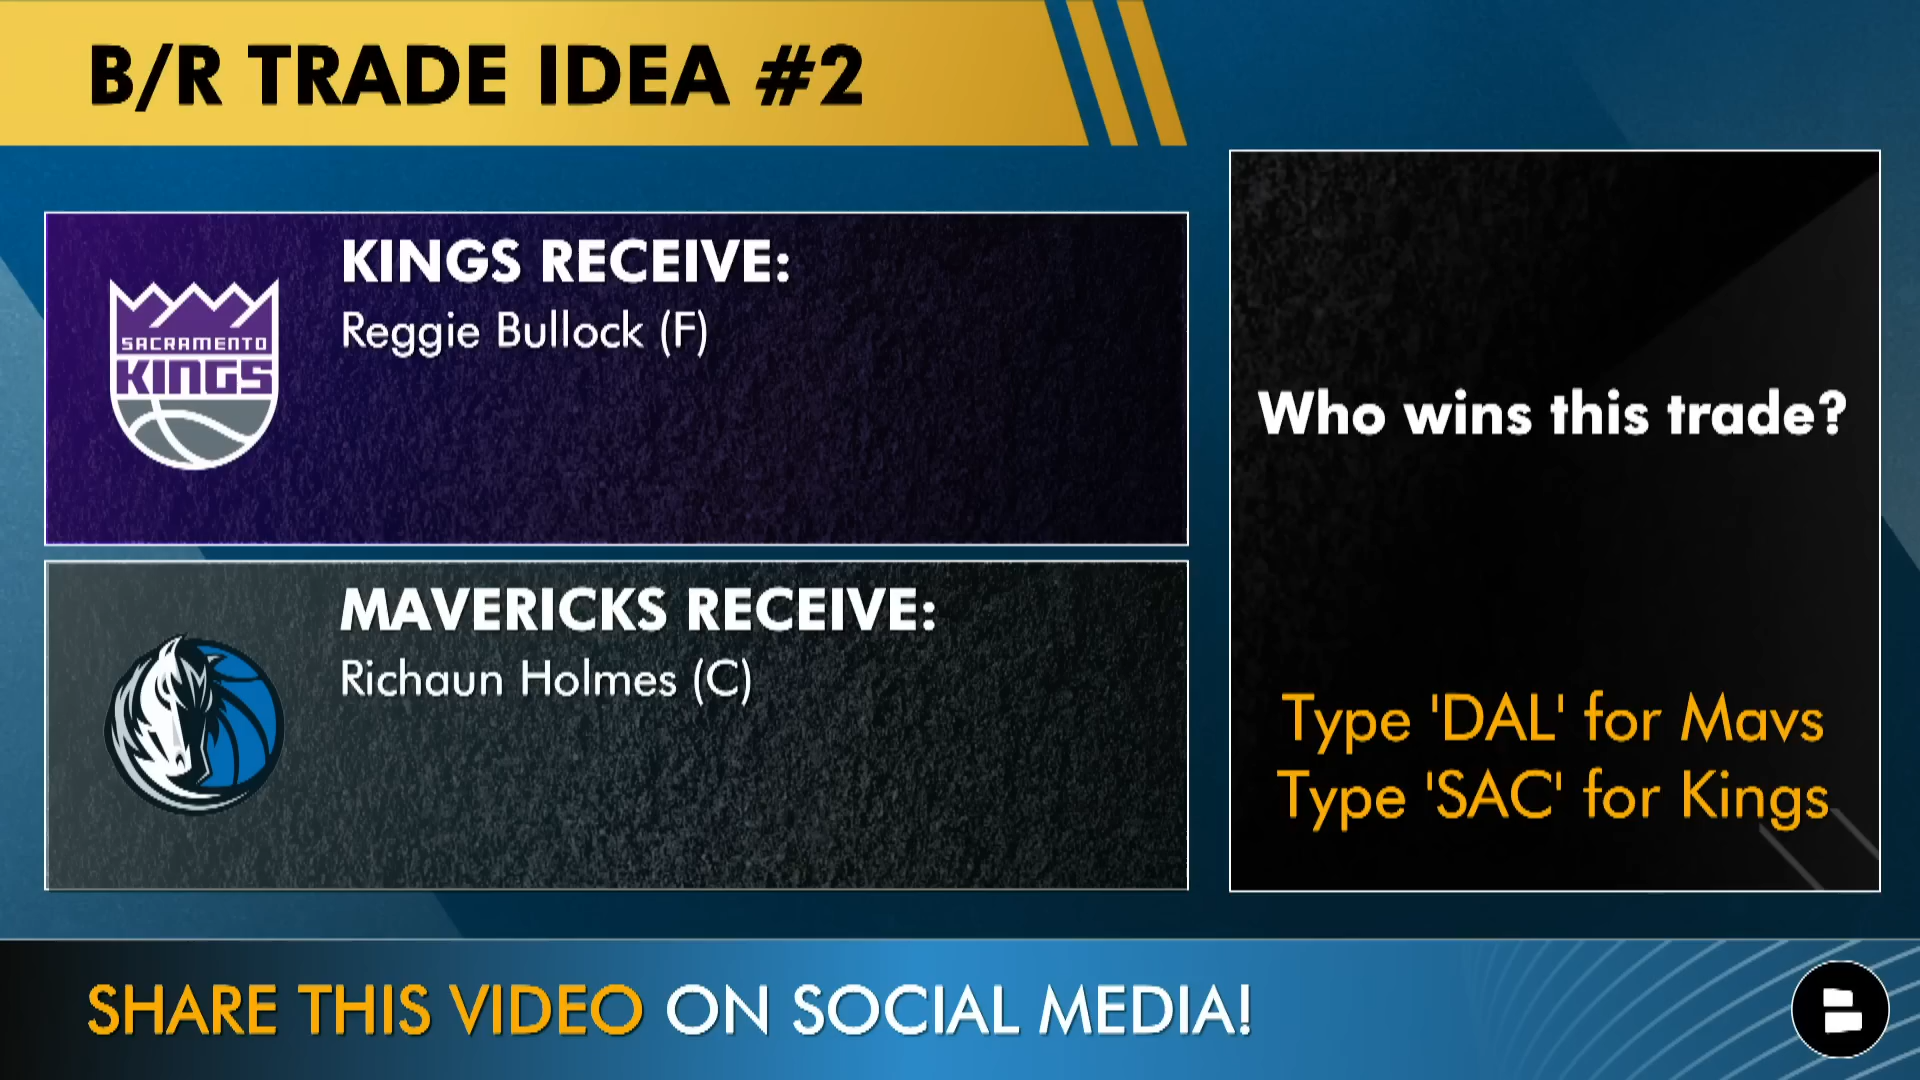 B/R TRADE IDEA #2
KINGS RECEIVE:
Reggie Bullock (F)
SACRAMENTO
KINGS
MAVERICKS RECEIVE:
Richaun Holmes (C)
Who wins this trade?
Type 'DAL' for Mavs
Type 'SAC' for Kings
SHARE THIS VIDEO ON SOCIAL MEDIA!